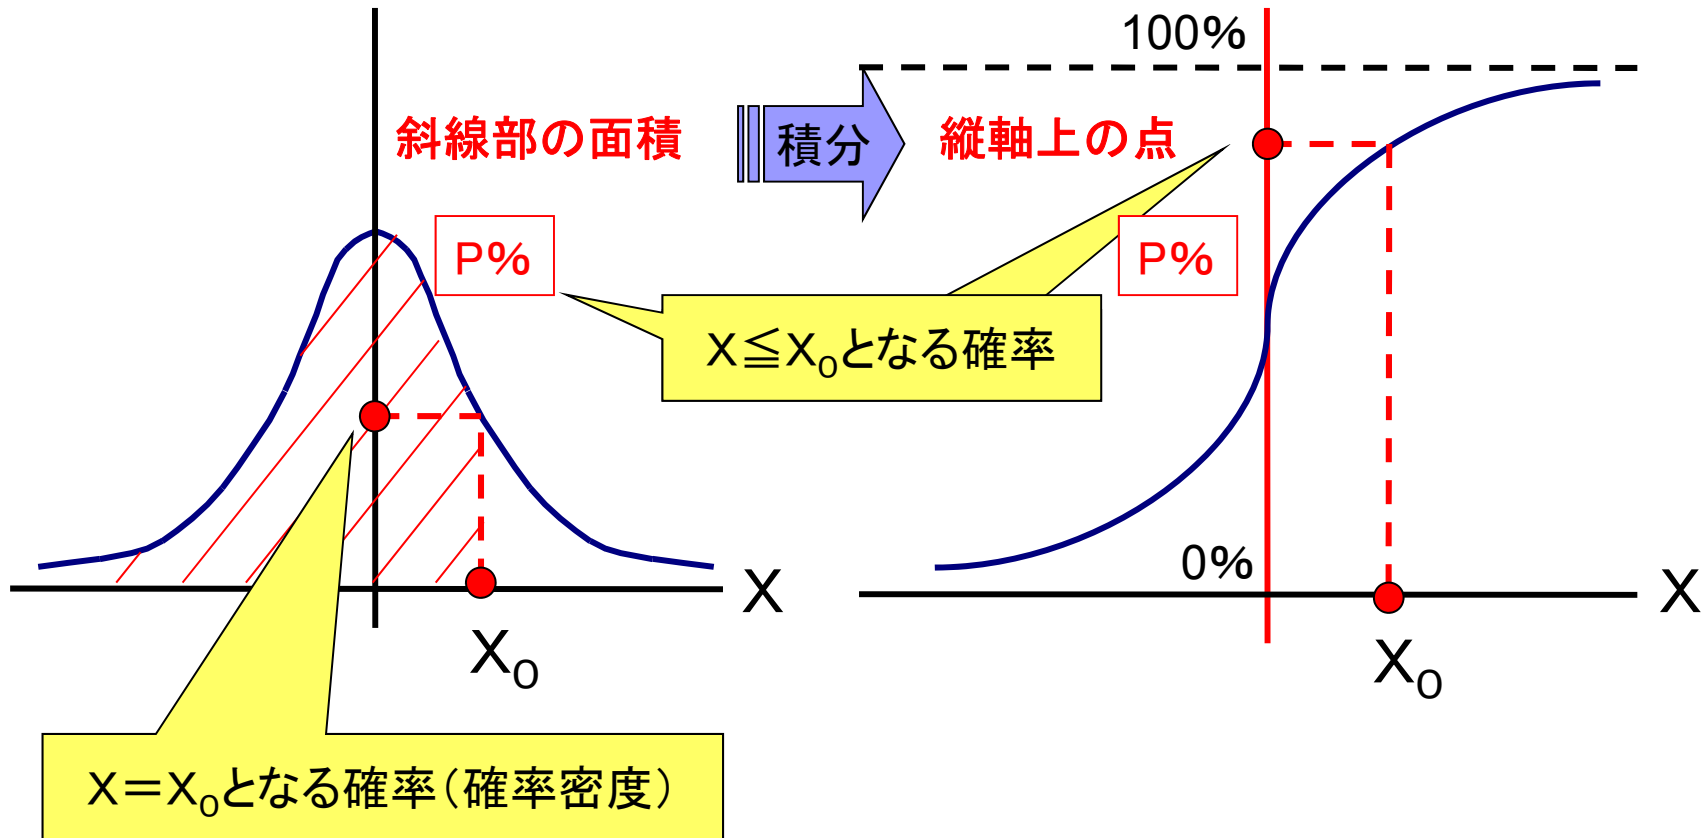 100%
斜線部の面積
積分
縦軸上の点
P%
P%
X≦X₀となる確率
0%
X
X
X₀
X₀
X=X₀となる確率(確率密度)